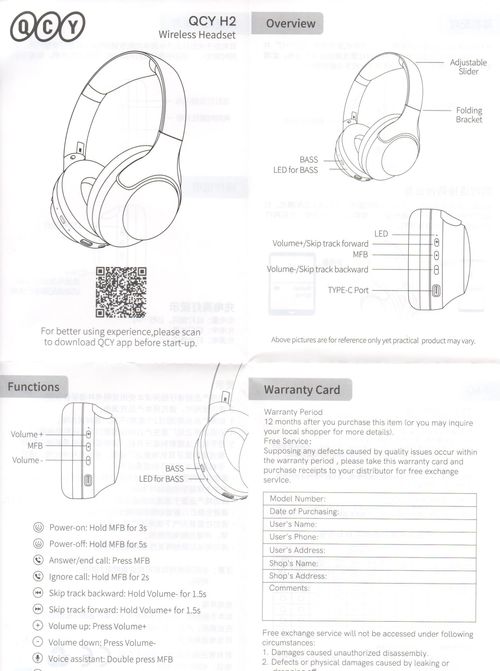 QCY
QCY H2
Wireless Headset
For better using experience,please scan
to download QCY app before start-up.
Overview
Adjustable
Slider
Folding
Bracket
BASS
LED for BASS
LED
Volume+/Skip track forward
MFB
Volume-/Skip track backward
TYPE-C Port
Above pictures are for reference only yet practical product may vary.
Functions
Volume +
MFB
Volume-
BASS
LED for BASS
Power-on: Hold MFB for 3s
Power-off: Hold MFB for 5s
Answer/end call: Press MFB
Ignore call: Hold MFB for 2s
Skip track backward: Hold Volume- for 1.5s
Skip track forward: Hold Volume+ for 1.5s
Volume up; Press Volume+
Volume down; Press Volume-
Voice assistant: Double press MFB
Warranty Card
Warranty Period
12 months after you purchase this item (or you may inquire
your local shopper for more details).
Free Service:
Supposing any defects caused by quality issues occur within
the warranty period , please take this warranty card and
purchase receipts to your distributor for free exchange
service.
Model Number:
Date of Purchasing:
User's Name:
User's Phone:
User's Address:
Shop's Name:
Shop's Address:
Comments:
Free exchange service will not be accessed under following
circumstances:
1. Damages caused unauthorized disassembly.
2. Defects or physical damages caused by leaking or